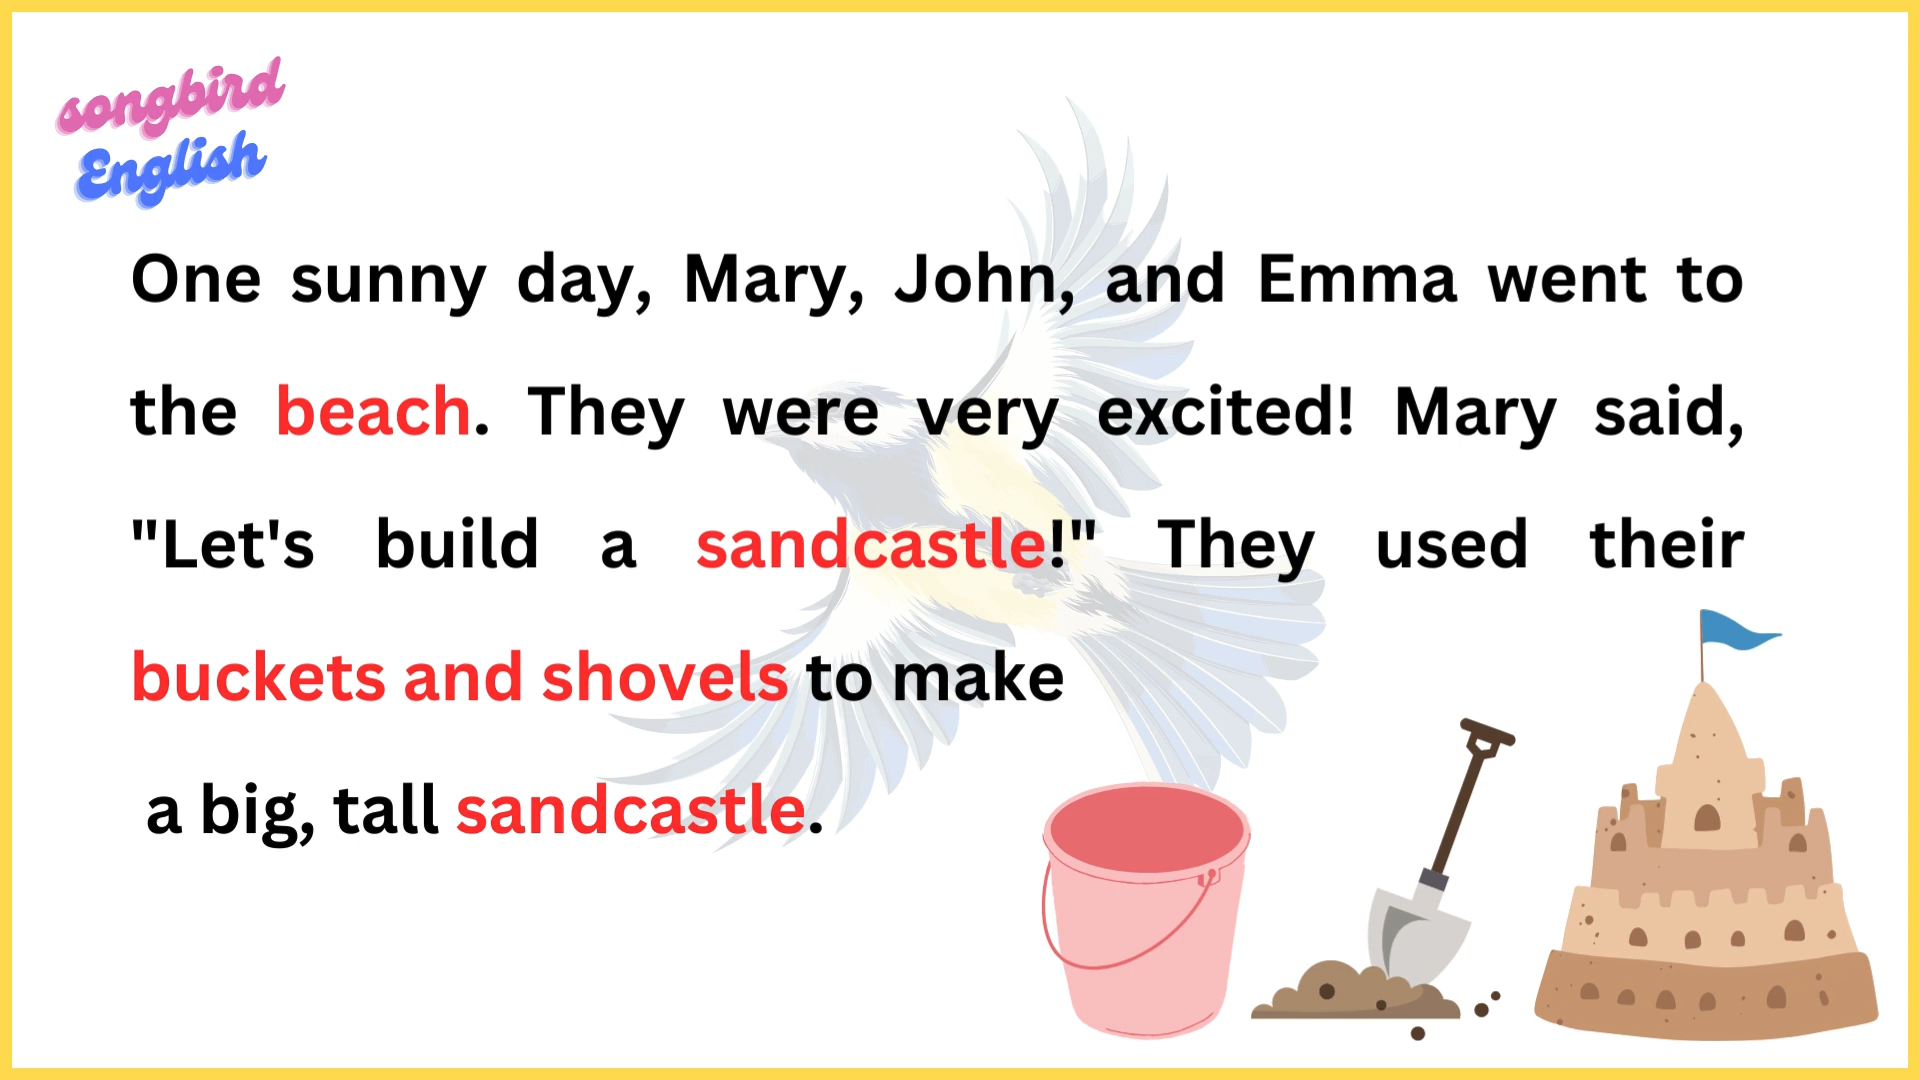 songbird
English
One sunny day, Mary, John, and Emma went to
the beach. They were very excited! Mary said,
"Let's build a sandcastle!" They used their
buckets and shovels to make
a big, tall sandcastle.